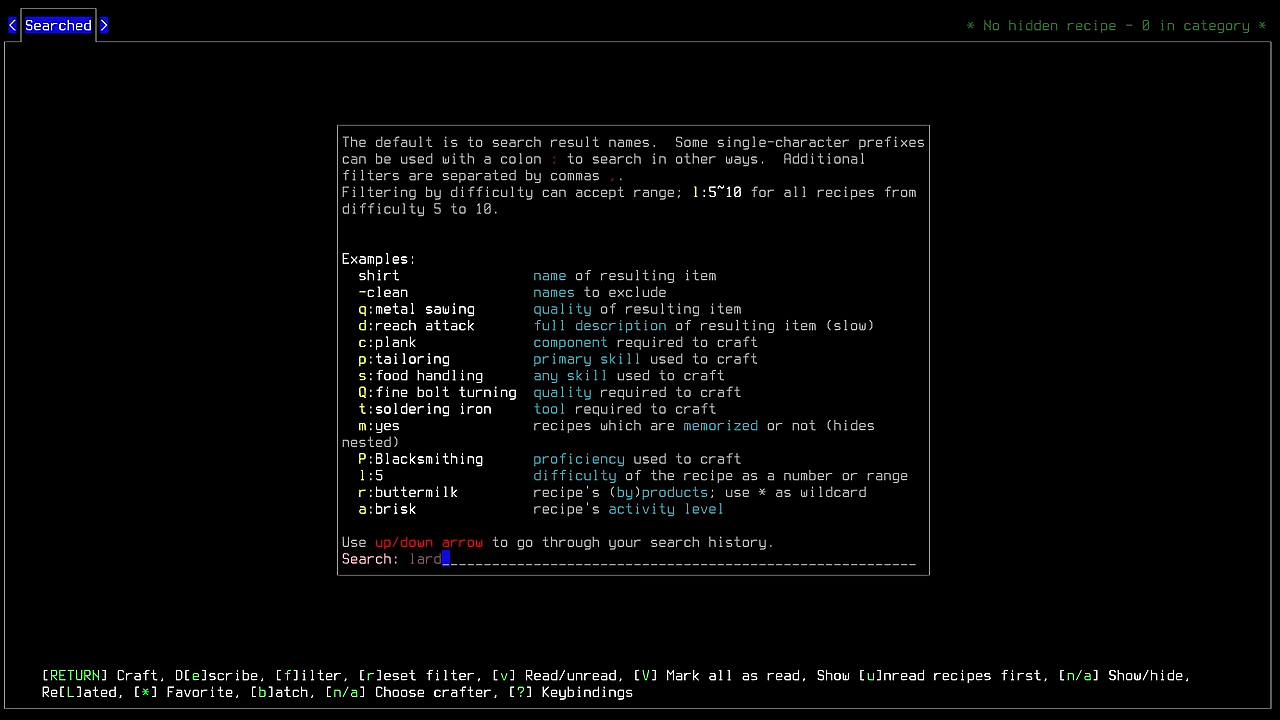 < Searched >
* No hidden recipe - 0 in category *
The default is to search result names.  Some single-character prefixes
can be used with a colon : to search in other ways.  Additional
filters are separated by commas ,.
Filtering by difficulty can accept range; l:5~10 for all recipes from
difficulty 5 to 10.
Examples:
shirt name of resulting item
-clean names to exclude
q:metal sawing quality of resulting item
d:reach attack full description of resulting item (slow)
c:plank component required to craft
p:tailoring primary skill used to craft
s:food handling any skill used to craft
Q:fine bolt turning quality required to craft
t:soldering iron tool required to craft
m:yes recipes which are memorized or not (hides
nested)
P:Blacksmithing proficiency used to craft
l:5 difficulty of the recipe as a number or range
r:buttermilk recipe's (by)products; use * as wildcard
a:brisk recipe's activity level
Use up/down arrow to go through your search history.
Search: lard
[RETURN] Craft, D[e]scribe, [f]ilter, [r]eset filter, [v] Read/unread, [V] Mark all as read, Show [u]nread recipes first, [n/a] Show/hide,
Re[L]ated, [*] Favorite, [b]atch, [n/a] Choose crafter, [?] Keybindings